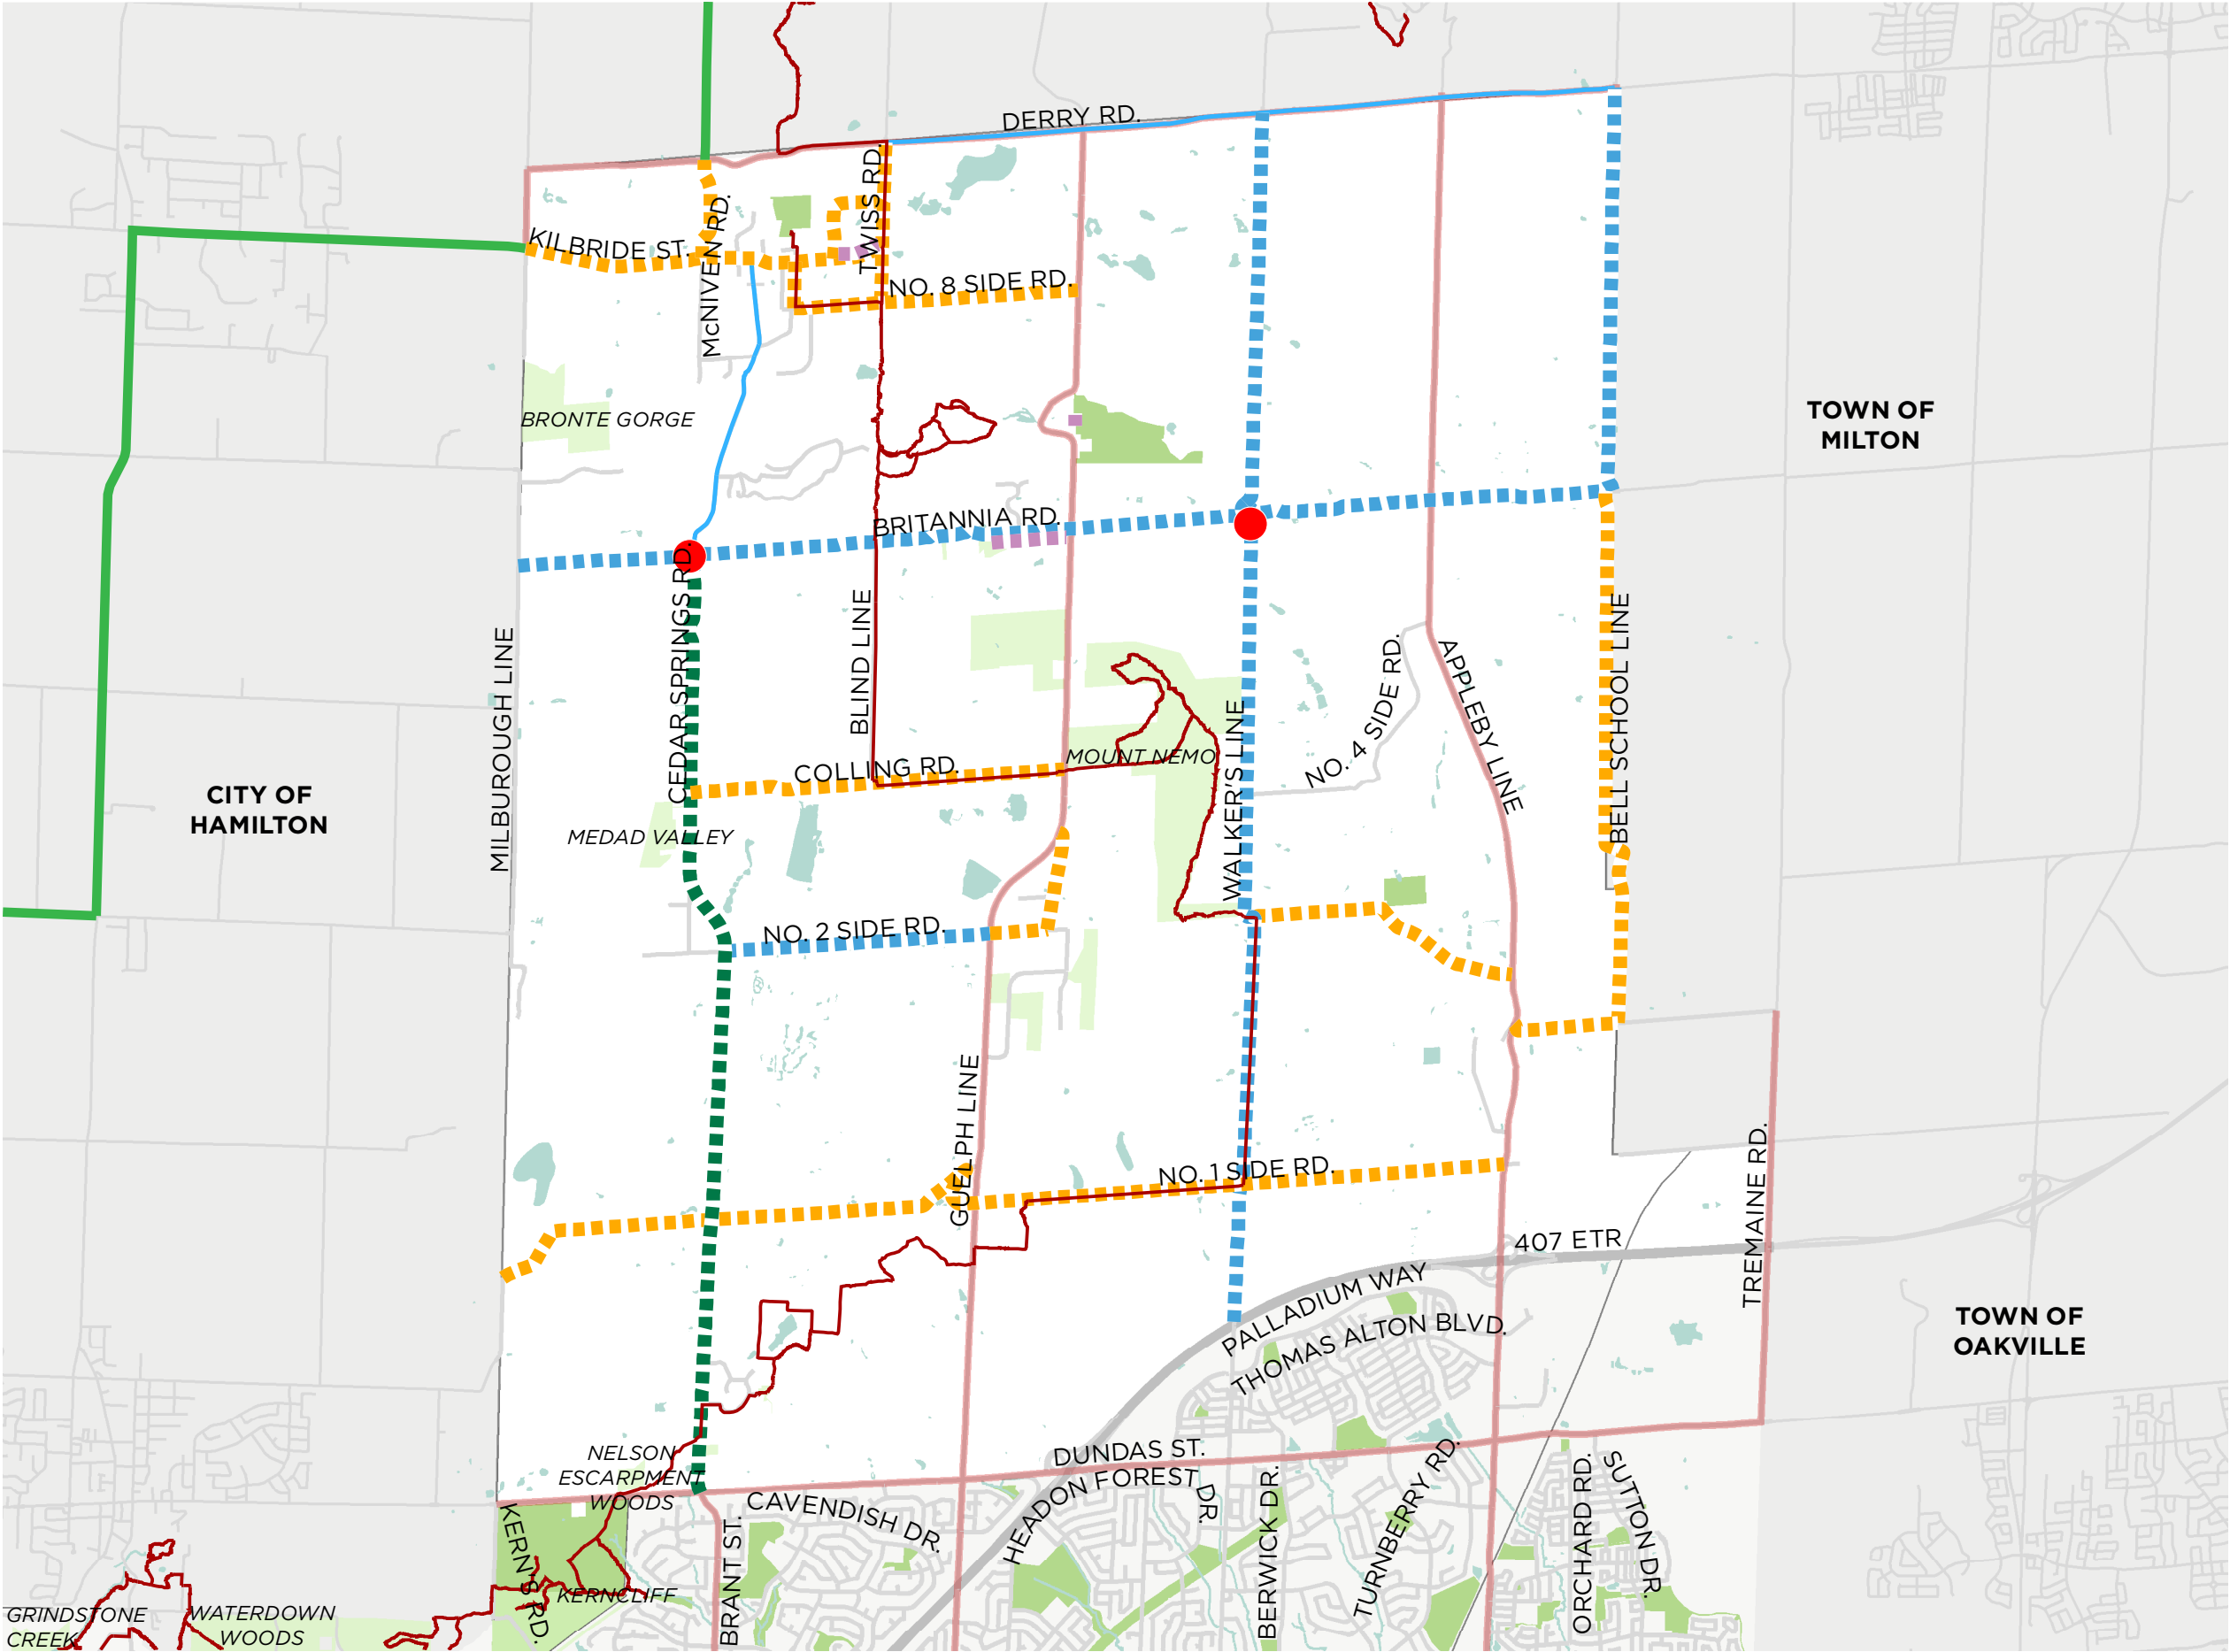 DERRY RD.
TWISS RD.
McNIVEN RD.
KILBRIDE ST.
NO. 8 SIDE RD.
BRONTE GORGE
TOWN OF
MILTON
BRITANNIA RD.
CEDAR SPRINGS RD.
BLIND LINE
MILBOROUGH LINE
BELL SCHOOL LINE
NO. 4 SIDE RD.
APPLEBY LINE
WALKER'S LINE
MOUNT NEMO
COLLING RD.
CITY OF
HAMILTON
MEDAD VALLEY
NO. 2 SIDE RD.
GUELPH LINE
NO. 1 SIDE RD.
TREMAINE RD.
407 ETR
PALLADIUM WAY
THOMAS ALTON BLVD.
TOWN OF
OAKVILLE
DUNDAS ST.
NELSON
ESCARPMENT
WOODS
HEADON FOREST DR.
CAVENDISH DR.
KERNS RD.
BRANT ST.
BERWICK DR.
TURNBERRY RD.
ORCHARD RD.
SUTTON DR.
KERNCLIFF
GRINDSTONE
CREEK
WATERDOWN
WOODS